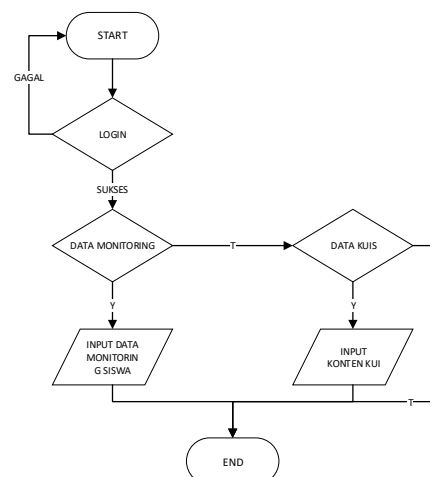 START
GAGAL
LOGIN
SUKSES
DATA MONITORING
T
DATA KUIS
Y
Y
INPUT DATA
MONITORIN
G SISWA
INPUT
KONTEN KUI
T
END